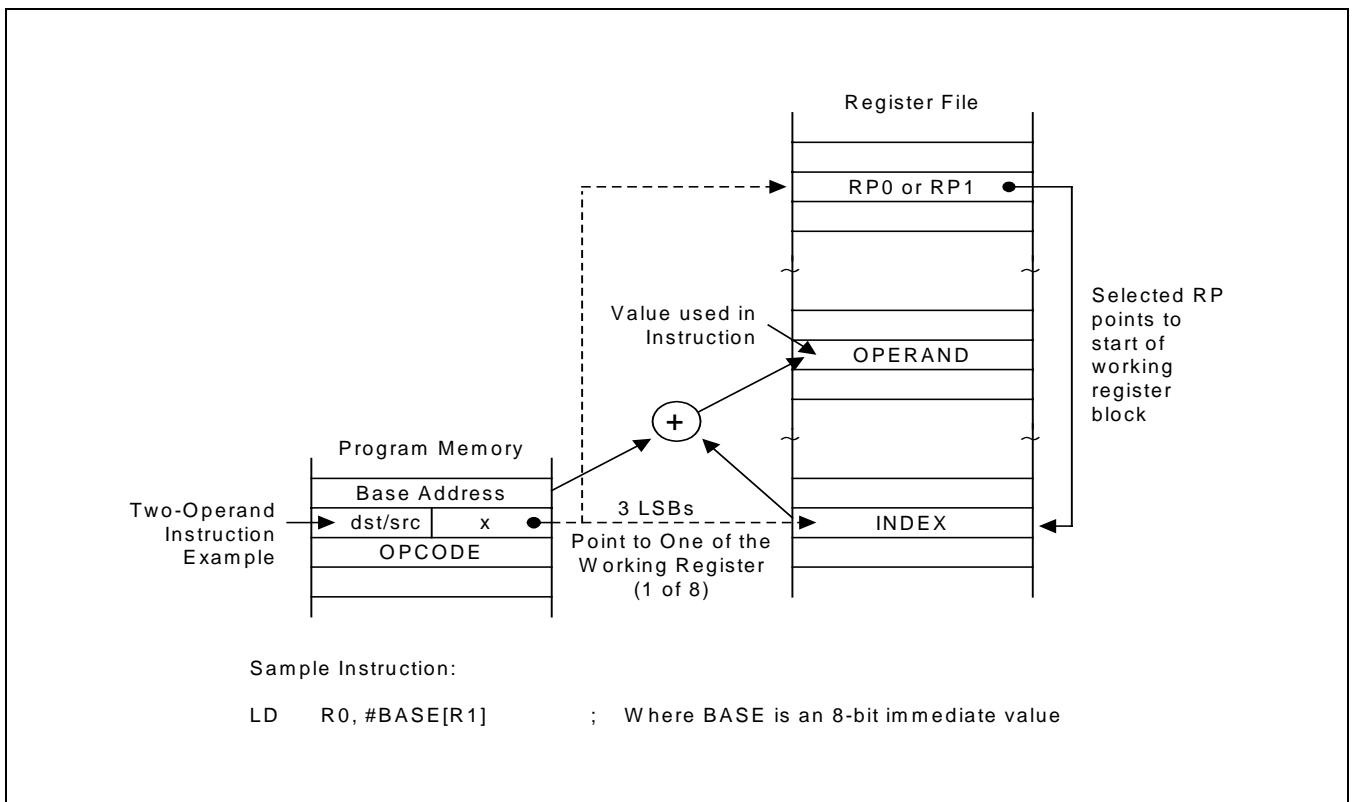 Register File
RP0 or RP1
Selected RP
points to
start of
working
register
block
Value used in
Instruction
OPERAND
+
Program Memory
Base Address
Two-Operand
Instruction
Example
dst/src x
OPCODE
3 LSBs
Point to One of the
Working Register
(1 of 8)
INDEX
Sample Instruction:
LD R0, #BASE[R1] ; Where BASE is an 8-bit immediate value